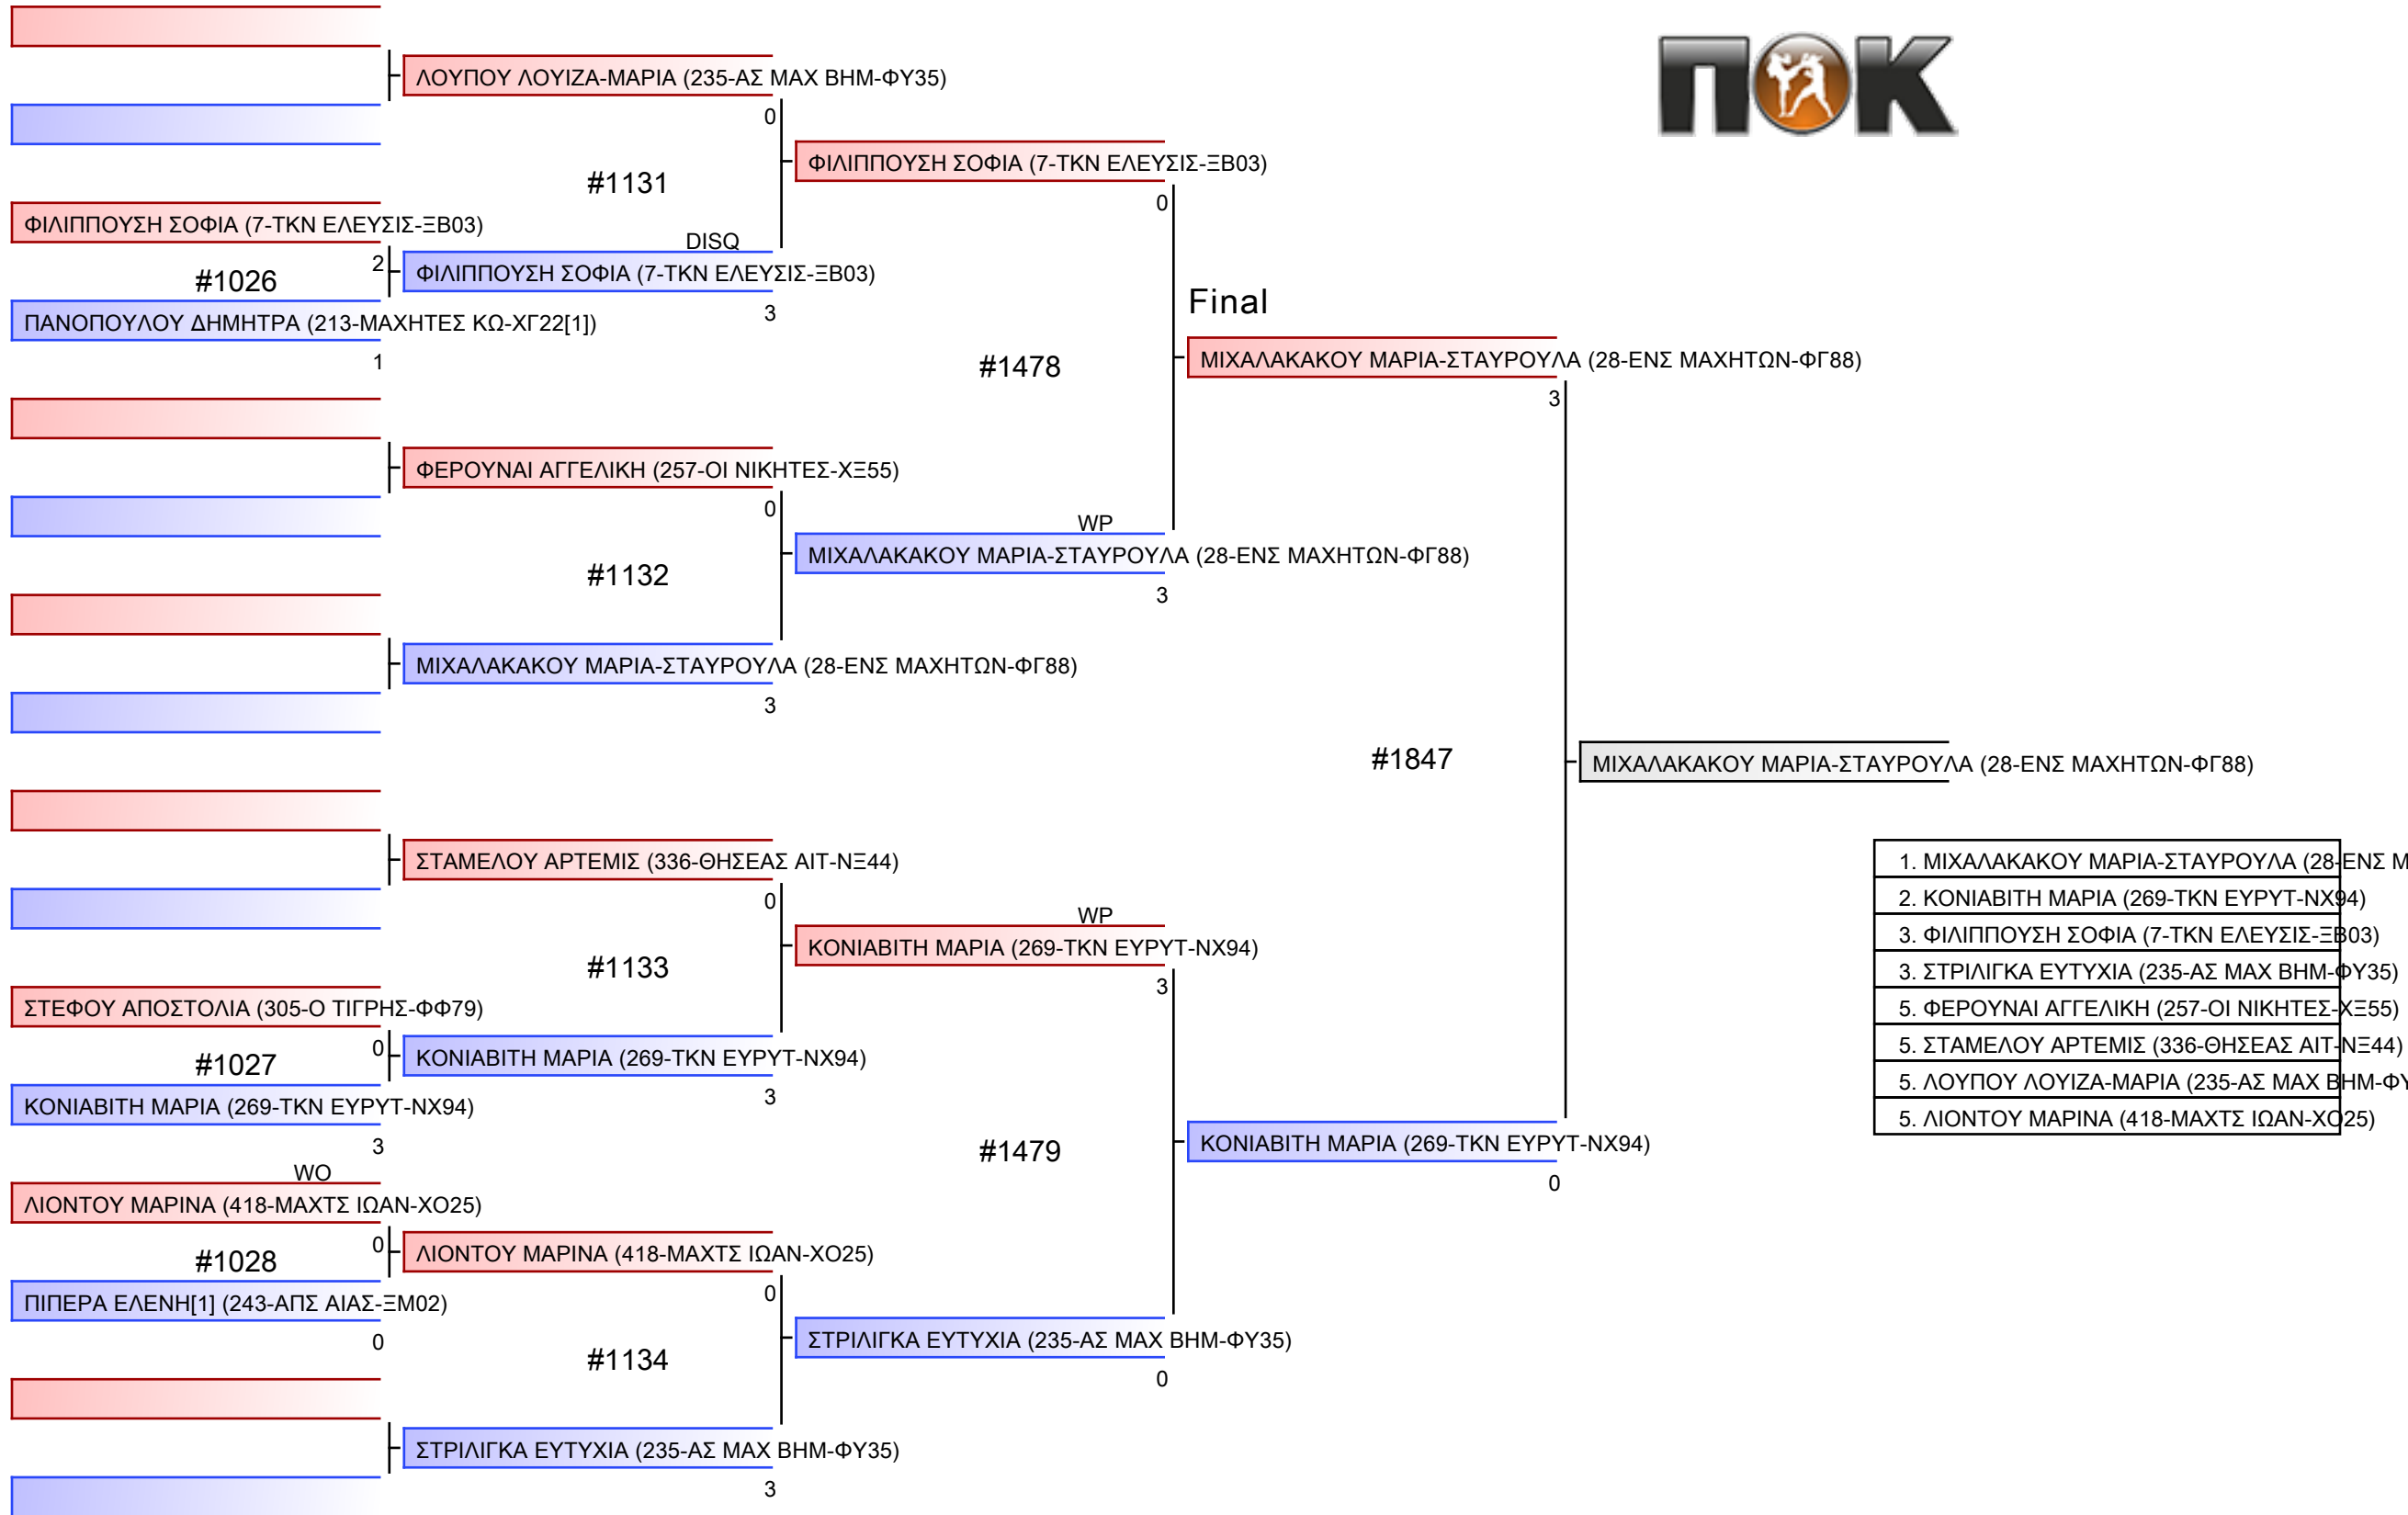 ΠΟΚ
ΛΟΥΠΟΥ ΛΟΥΙΖΑ-ΜΑΡΙΑ (235-ΑΣ ΜΑΧ ΒΗΜ-ΦΥ35)
0
#1131
ΦΙΛΙΠΠΟΥΣΗ ΣΟΦΙΑ (7-ΤΚΝ ΕΛΕΥΣΙΣ-ΞΒ03)
0
ΦΙΛΙΠΠΟΥΣΗ ΣΟΦΙΑ (7-ΤΚΝ ΕΛΕΥΣΙΣ-ΞΒ03)
2
#1026
DISQ
ΦΙΛΙΠΠΟΥΣΗ ΣΟΦΙΑ (7-ΤΚΝ ΕΛΕΥΣΙΣ-ΞΒ03)
3
ΠΑΝΟΠΟΥΛΟΥ ΔΗΜΗΤΡΑ (213-ΜΑΧΗΤΕΣ ΚΩ-ΧΓ22[1])
1
Final
#1478
ΜΙΧΑΛΑΚΑΚΟΥ ΜΑΡΙΑ-ΣΤΑΥΡΟΥΛΑ (28-ΕΝΣ ΜΑΧΗΤΩΝ-ΦΓ88)
3
ΦΕΡΟΥΝΑΙ ΑΓΓΕΛΙΚΗ (257-ΟΙ ΝΙΚΗΤΕΣ-ΧΞ55)
0
#1132
WP
ΜΙΧΑΛΑΚΑΚΟΥ ΜΑΡΙΑ-ΣΤΑΥΡΟΥΛΑ (28-ΕΝΣ ΜΑΧΗΤΩΝ-ΦΓ88)
3
ΜΙΧΑΛΑΚΑΚΟΥ ΜΑΡΙΑ-ΣΤΑΥΡΟΥΛΑ (28-ΕΝΣ ΜΑΧΗΤΩΝ-ΦΓ88)
3
#1847
ΜΙΧΑΛΑΚΑΚΟΥ ΜΑΡΙΑ-ΣΤΑΥΡΟΥΛΑ (28-ΕΝΣ ΜΑΧΗΤΩΝ-ΦΓ88)
ΣΤΑΜΕΛΟΥ ΑΡΤΕΜΙΣ (336-ΘΗΣΕΑΣ ΑΙΤ-ΝΞ44)
0
#1133
WP
ΚΟΝΙΑΒΙΤΗ ΜΑΡΙΑ (269-ΤΚΝ ΕΥΡΥΤ-ΝΧ94)
3
ΣΤΕΦΟΥ ΑΠΟΣΤΟΛΙΑ (305-Ο ΤΙΓΡΗΣ-ΦΦ79)
0
#1027
ΚΟΝΙΑΒΙΤΗ ΜΑΡΙΑ (269-ΤΚΝ ΕΥΡΥΤ-ΝΧ94)
3
ΚΟΝΙΑΒΙΤΗ ΜΑΡΙΑ (269-ΤΚΝ ΕΥΡΥΤ-ΝΧ94)
3
#1479
ΚΟΝΙΑΒΙΤΗ ΜΑΡΙΑ (269-ΤΚΝ ΕΥΡΥΤ-ΝΧ94)
0
WO
ΛΙΟΝΤΟΥ ΜΑΡΙΝΑ (418-ΜΑΧΤΣ ΙΩΑΝ-ΧΟ25)
0
#1028
ΛΙΟΝΤΟΥ ΜΑΡΙΝΑ (418-ΜΑΧΤΣ ΙΩΑΝ-ΧΟ25)
0
ΠΙΠΕΡΑ ΕΛΕΝΗ[1] (243-ΑΠΣ ΑΙΑΣ-ΞΜ02)
0
#1134
ΣΤΡΙΛΙΓΚΑ ΕΥΤΥΧΙΑ (235-ΑΣ ΜΑΧ ΒΗΜ-ΦΥ35)
0
ΣΤΡΙΛΙΓΚΑ ΕΥΤΥΧΙΑ (235-ΑΣ ΜΑΧ ΒΗΜ-ΦΥ35)
3
1. ΜΙΧΑΛΑΚΑΚΟΥ ΜΑΡΙΑ-ΣΤΑΥΡΟΥΛΑ (28-ΕΝΣ Μ
2. ΚΟΝΙΑΒΙΤΗ ΜΑΡΙΑ (269-ΤΚΝ ΕΥΡΥΤ-ΝΧ94)
3. ΦΙΛΙΠΠΟΥΣΗ ΣΟΦΙΑ (7-ΤΚΝ ΕΛΕΥΣΙΣ-ΞΒ03)
3. ΣΤΡΙΛΙΓΚΑ ΕΥΤΥΧΙΑ (235-ΑΣ ΜΑΧ ΒΗΜ-ΦΥ35)
5. ΦΕΡΟΥΝΑΙ ΑΓΓΕΛΙΚΗ (257-ΟΙ ΝΙΚΗΤΕΣ-ΧΞ55)
5. ΣΤΑΜΕΛΟΥ ΑΡΤΕΜΙΣ (336-ΘΗΣΕΑΣ ΑΙΤ-ΝΞ44)
5. ΛΟΥΠΟΥ ΛΟΥΙΖΑ-ΜΑΡΙΑ (235-ΑΣ ΜΑΧ ΒΗΜ-ΦΥ
5. ΛΙΟΝΤΟΥ ΜΑΡΙΝΑ (418-ΜΑΧΤΣ ΙΩΑΝ-ΧΟ25)